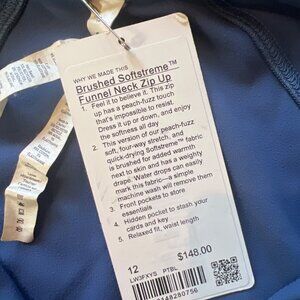 WHY WE MADE THIS
Brushed Softstreme™
Funnel Neck Zip Up
1. Feel it to believe it. This zip
up has a peach-fuzz touch
that's impossible to resist.
Dress it up or down, and enjoy
the softness all day
2. This version of our peach-fuzz
soft, four-way stretch, and
quick-drying Softstreme™ fabric
is brushed for added warmth
next to skin and has a weighty
drape -Water drops can easily
mark this fabric—a simple
machine wash will remove them
3. Front pockets to store
essentials
4. Hidden pocket to stash your
cards and key
5. Relaxed fit, waist length
12
$148.00
LW3FXYS PTBL